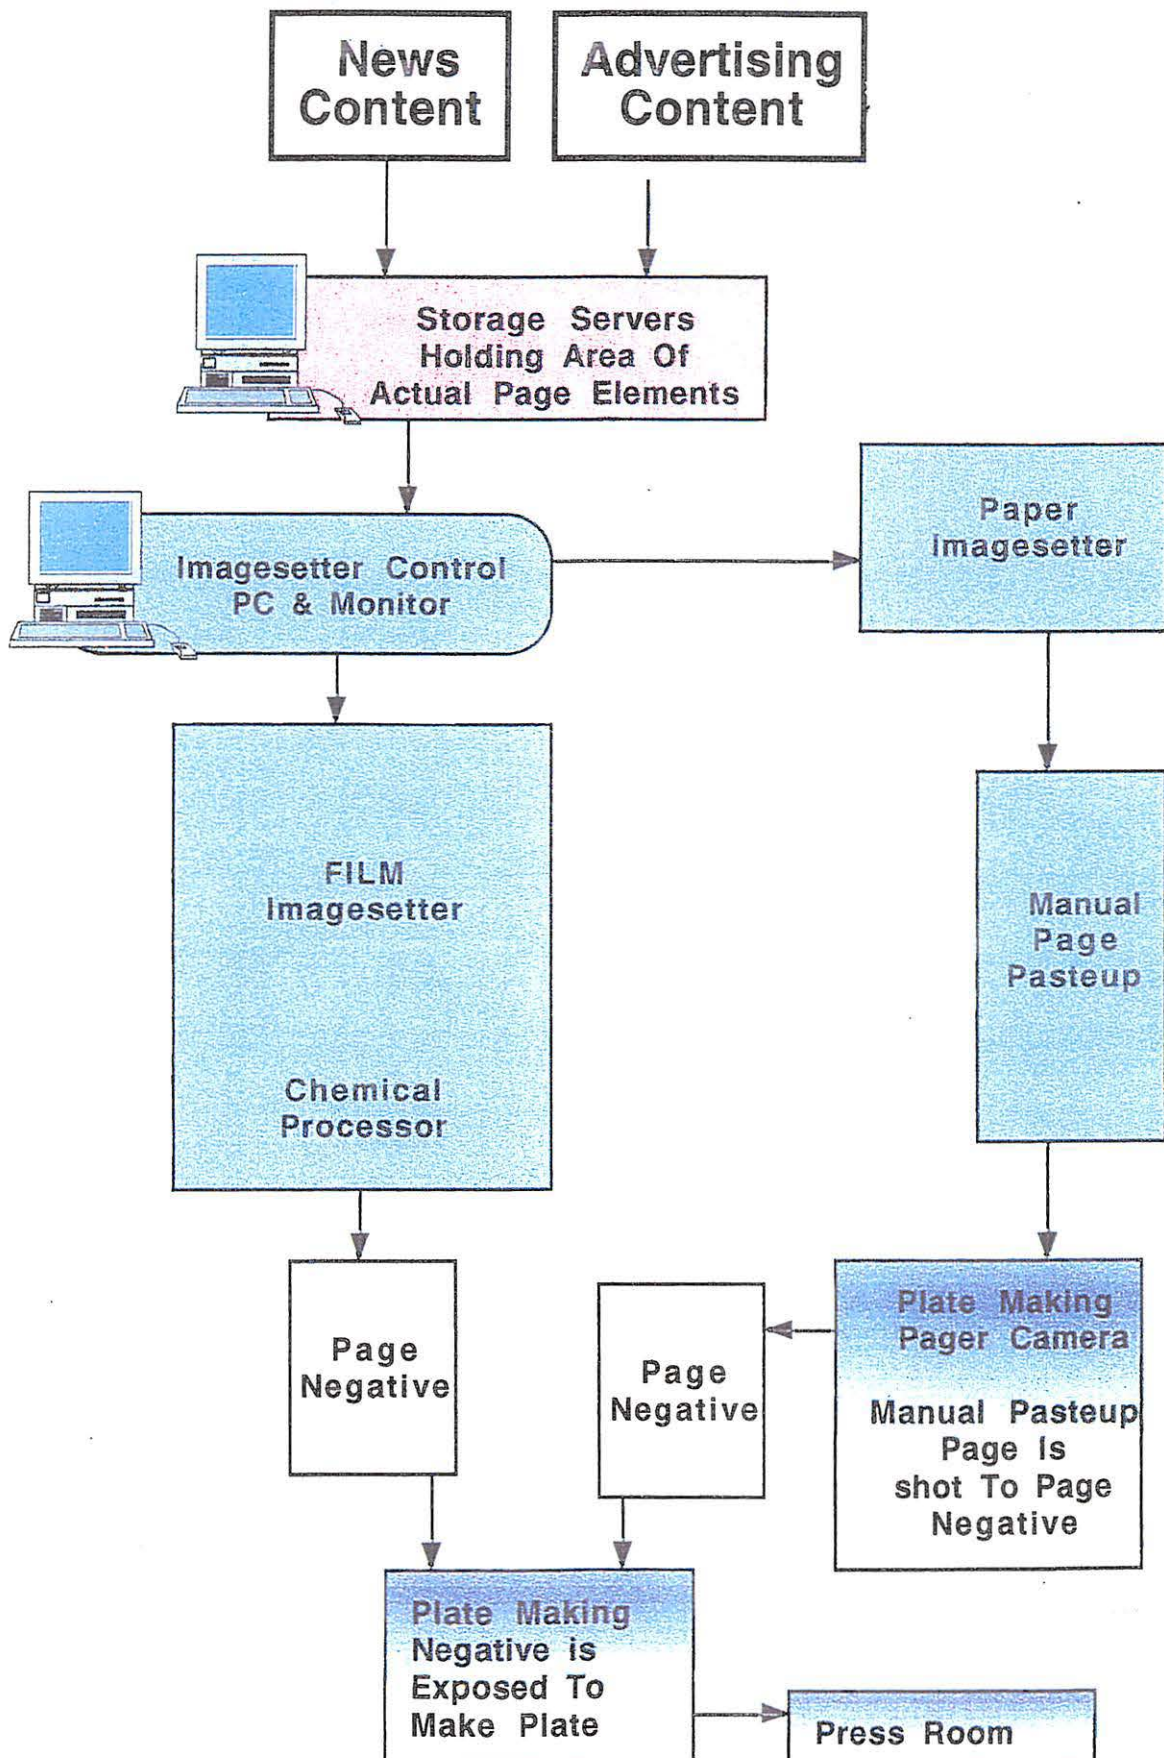 News
Content
Advertising
Content
Storage Servers
Holding Area Of
Actual Page Elements
Imagesetter Control
PC & Monitor
Paper
Imagesetter
FILM
Imagesetter
Chemical
Processor
Manual
Page
Pasteup
Page
Negative
Page
Negative
Plate Making
Pager Camera
Manual Pasteup
Page Is
shot To Page
Negative
Plate Making
Negative is
Exposed To
Make Plate
Press Room